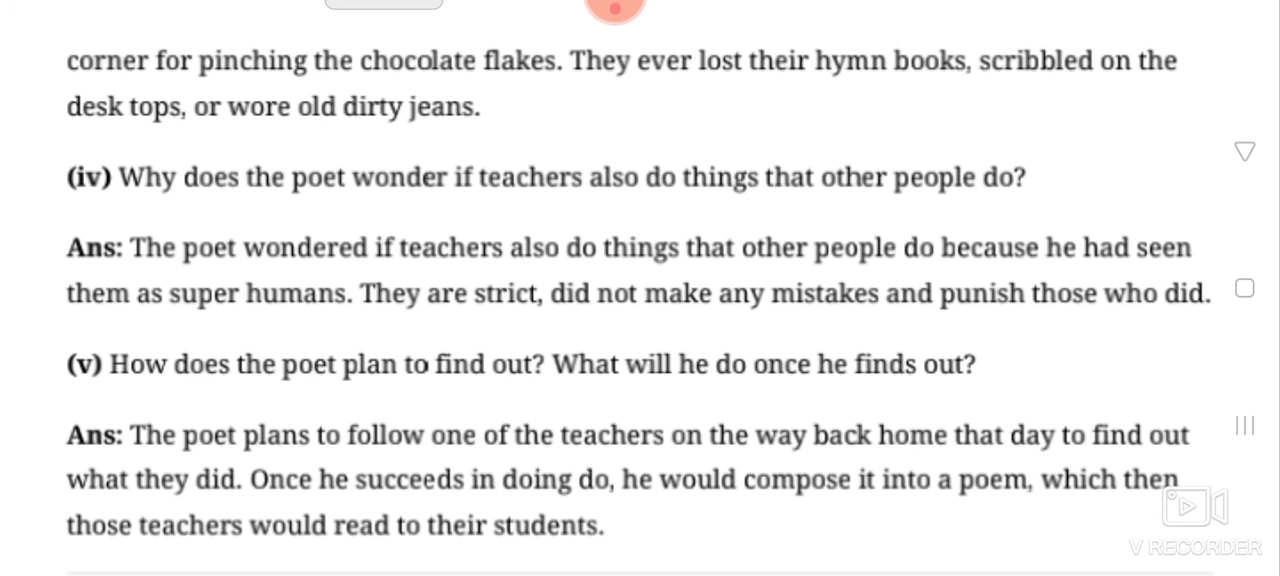 corner for pinching the chocolate flakes. They ever lost their hymn books, scribbled on the
desk tops, or wore old dirty jeans.
(iv) Why does the poet wonder if teachers also do things that other people do?
Ans: The poet wondered if teachers also do things that other people do because he had seen
them as super humans. They are strict, did not make any mistakes and punish those who did.
(v) How does the poet plan to find out? What will he do once he finds out?
Ans: The poet plans to follow one of the teachers on the way back home that day to find out
what they did. Once he succeeds in doing do, he would compose it into a poem, which then
those teachers would read to their students.
V RECORDER